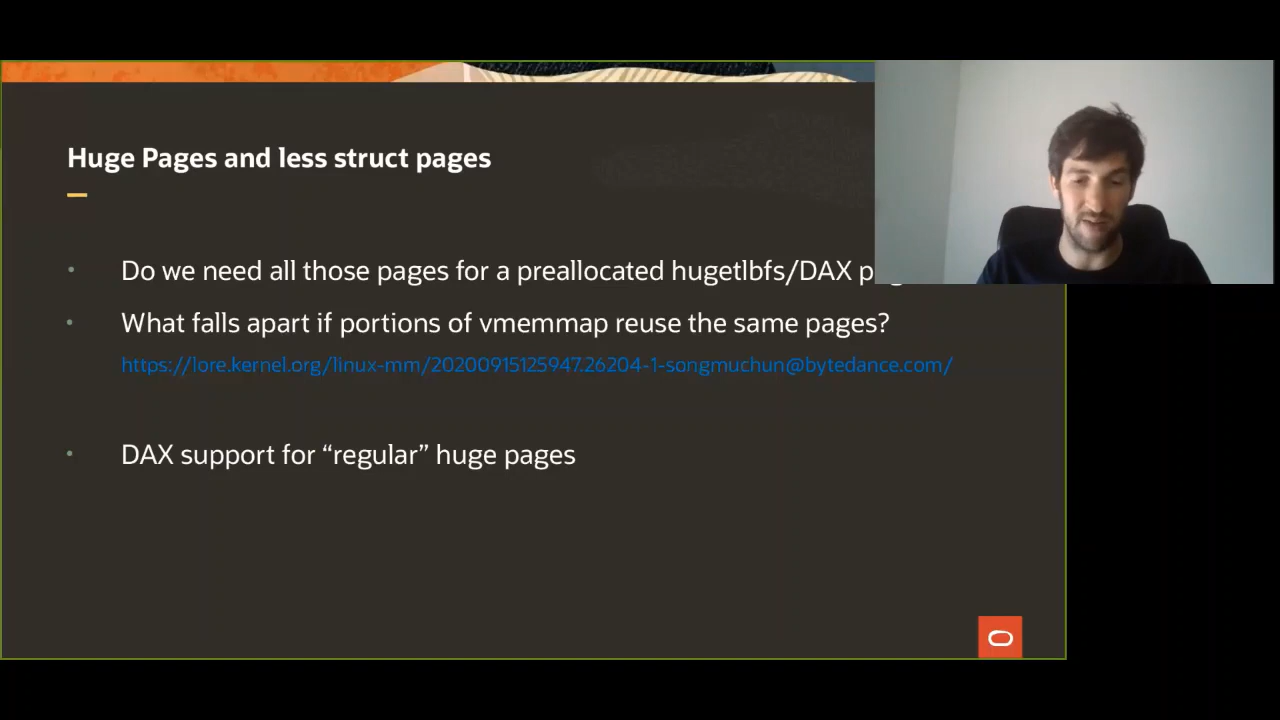 Huge Pages and less struct pages
Do we need all those pages for a preallocated hugetlbfs/DAX
What falls apart if portions of vmemmap reuse the same pages?
https://lore.kernel.org/linux-mm/20200915125947.26204-1-songmuchun@bytedance.com/
DAX support for “regular” huge pages